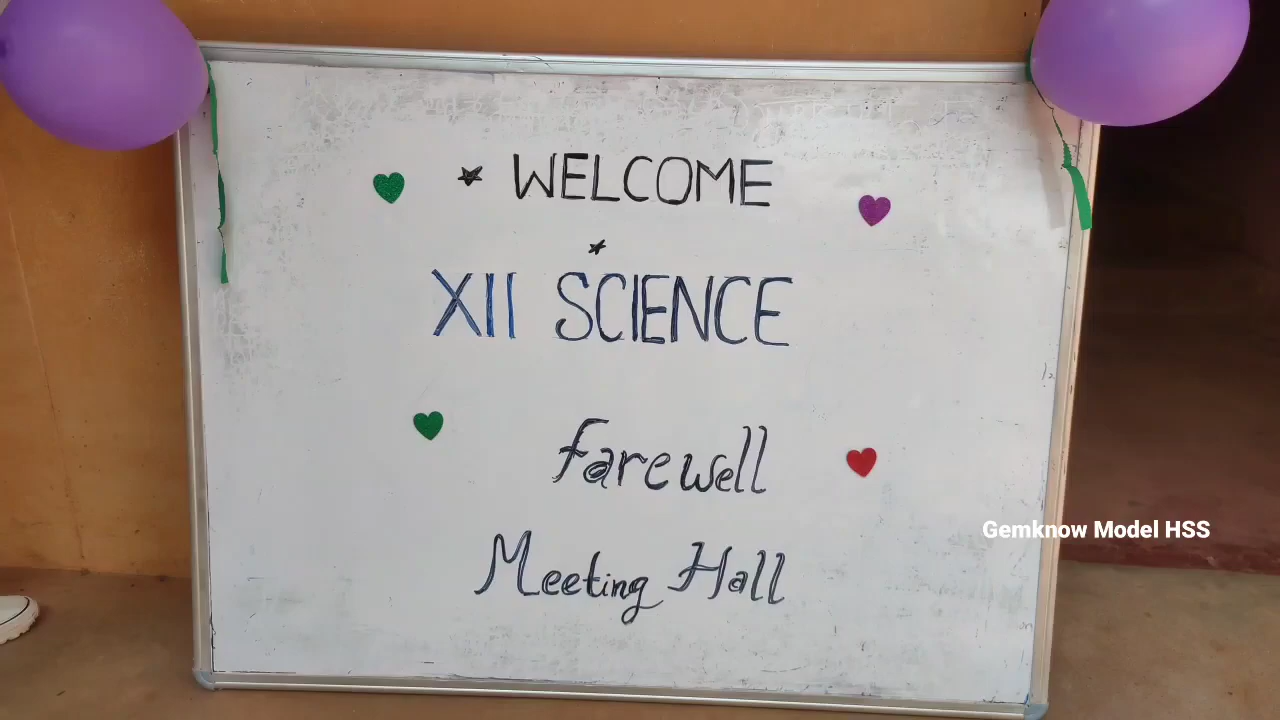 WELCOME
XII SCIENCE
Farewell
Meeting Hall
Gemknow Model HSS